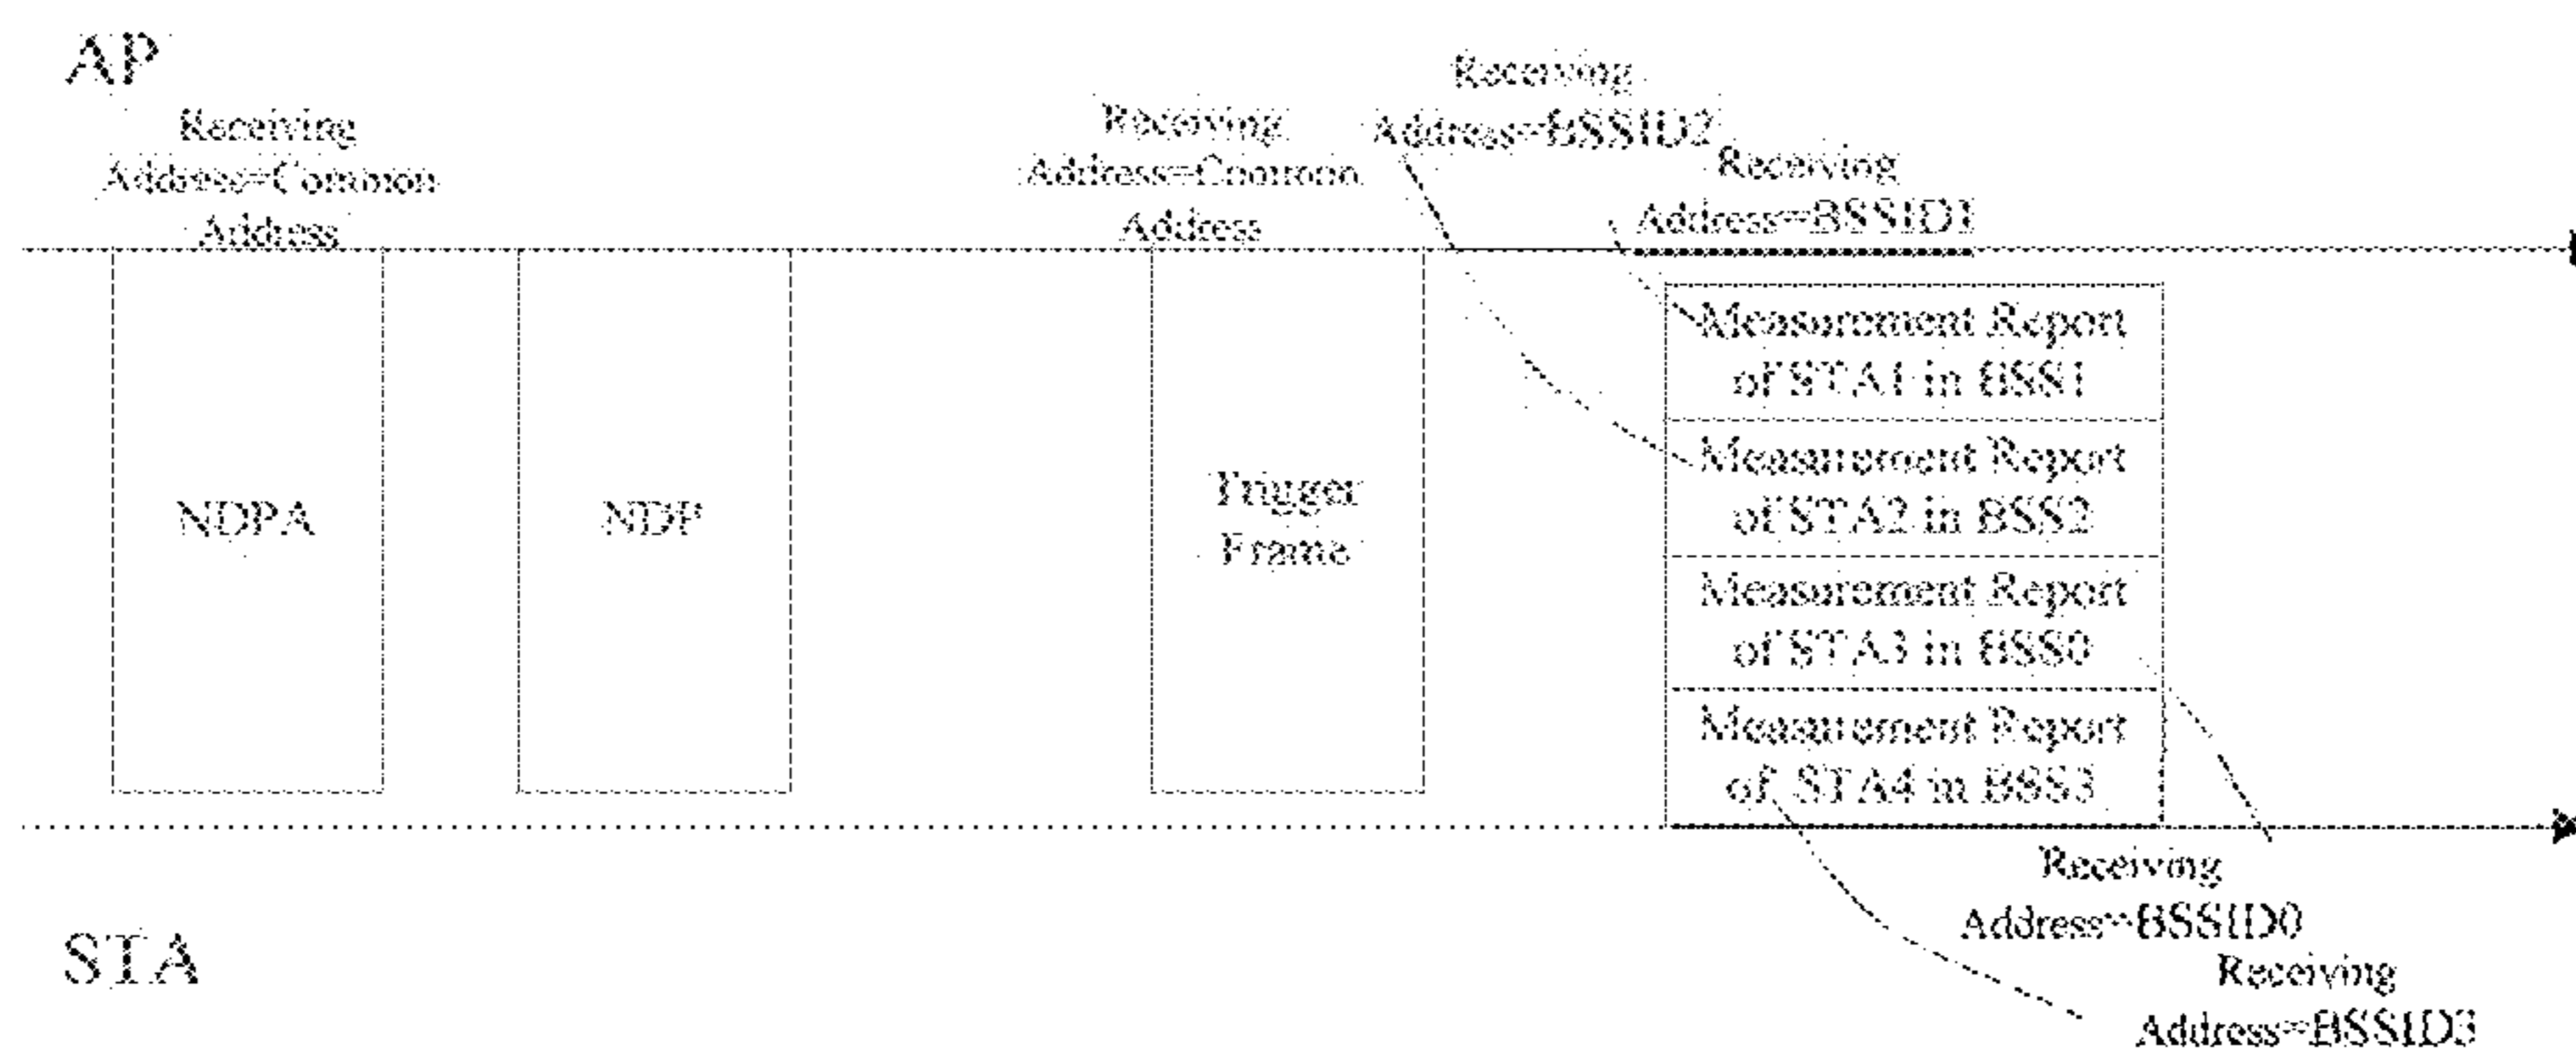 AP
Receiving
Address=Common
Address
Receiving
Address=Common
Address
Receiving
Address=BSSID2
Receiving
Address=BSSID1
NDPA
NDP
Trigger
Frame
Measurement Report
of STA1 in BSS1
Measurement Report
of STA2 in BSS2
Measurement Report
of STA3 in BSS0
Measurement Report
of STA4 in BSS3
Receiving
Address=BSSID0
Receiving
Address=BSSID3
STA